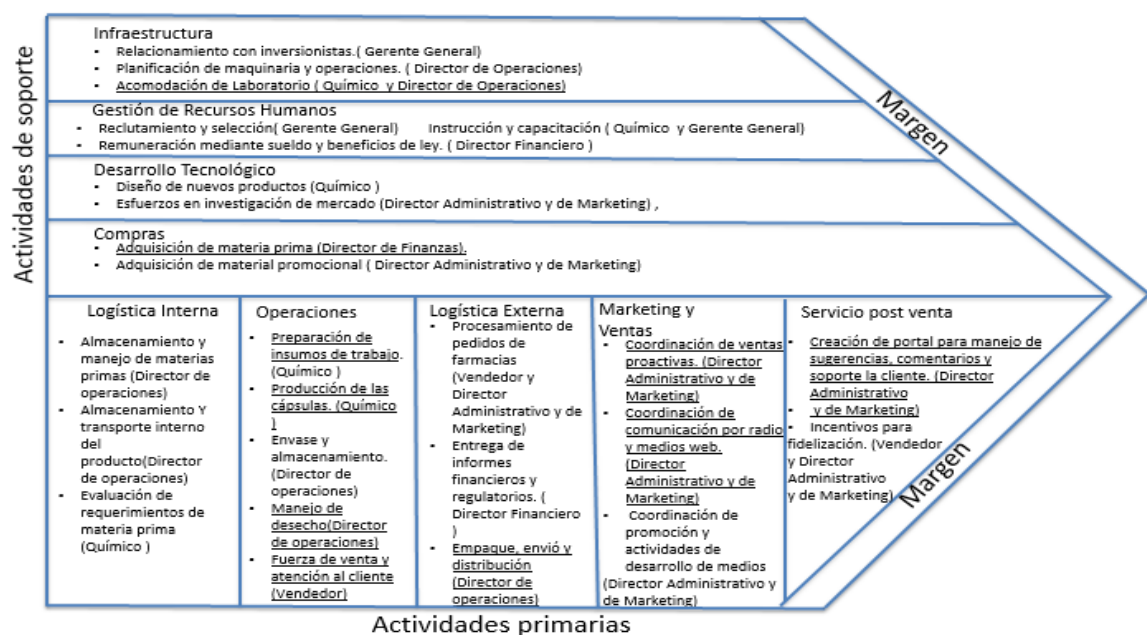 Actividades de soporte
Infraestructura
- Relacionamiento con inversionistas.( Gerente General)
- Planificación de maquinaria y operaciones. ( Director de Operaciones)
- Acomodación de Laboratorio ( Químico y Director de Operaciones)
Gestión de Recursos Humanos
- Reclutamiento y selección( Gerente General) Instrucción y capacitación ( Químico y Gerente General)
- Remuneración mediante sueldo y beneficios de ley. ( Director Financiero )
Desarrollo Tecnológico
- Diseño de nuevos productos (Químico )
- Esfuerzos en investigación de mercado (Director Administrativo y de Marketing) ,
Compras
- Adquisición de materia prima (Director de Finanzas).
- Adquisición de material promocional ( Director Administrativo y de Marketing)
Margen
Logística Interna
- Almacenamiento y
manejo de materias
primas (Director de
operaciones)
- Almacenamiento Y
transporte interno
del
producto(Director
de operaciones)
- Evaluación de
requerimientos de
materia prima
(Químico )
Operaciones
- Preparación de
insumos de trabajo.
(Químico )
- Producción de las
cápsulas. (Químico
)
- Envase y
almacenamiento.
(Director de
operaciones)
- Manejo de
desecho(Director
de operaciones)
- Fuerza de venta y
atención al cliente
(Vendedor)
Logística Externa
- Procesamiento de
pedidos de
farmacias
(Vendedor y
Director
Administrativo y de
Marketing)
- Entrega de
informes
financieros y
regulatorios. (
Director Financiero
)
- Empaque, envió y
distribución
(Director de
operaciones)
Marketing y
Ventas
- Coordinación de ventas
proactivas. (Director
Administrativo y de
Marketing)
- Coordinación de
comunicación por radio
y medios web.
(Director
Administrativo y de
Marketing)
- Coordinación de
promoción y
actividades de
desarrollo de medios
(Director Administrativo y
de Marketing)
Servicio post venta
- Creación de portal para manejo de
sugerencias, comentarios y
soporte la cliente. (Director
Administrativo
- y de Marketing)
- Incentivos para
fidelización. (Vendedor
y Director
Administrativo
y de Marketing)
Margen
Actividades primarias